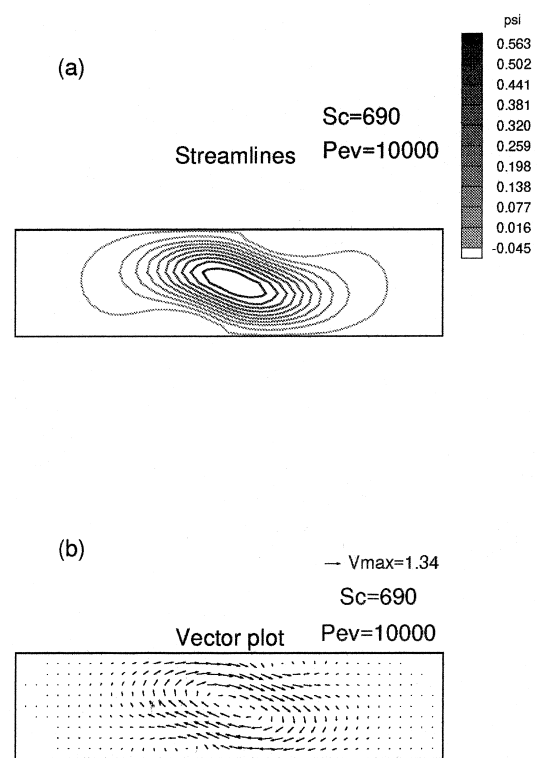 psi
(a)
0.563
0.502
0.441
0.381
0.320
0.259
0.198
0.138
0.077
0.016
-0.045
Sc=690
Streamlines Pev=10000
(b)
Vmax=1.34
Sc=690
Vector plot Pev=10000